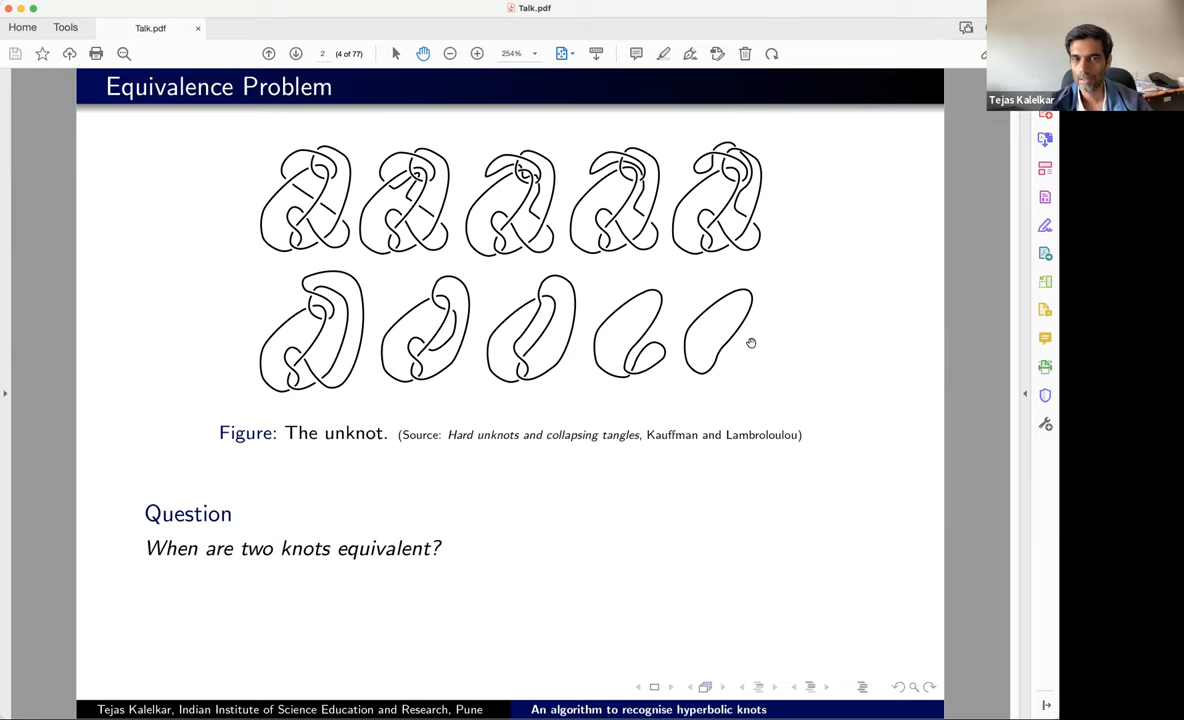 Talk.pdf
Home Tools Talk.pdf ×
2 (4 of 77) 254%
Tejas Kalelkar
Equivalence Problem
Figure: The unknot. (Source: Hard unknots and collapsing tangles, Kauffman and Lambroloulou)
Question
When are two knots equivalent?
Tejas Kalelkar, Indian Institute of Science Education and Research, Pune An algorithm to recognise hyperbolic knots